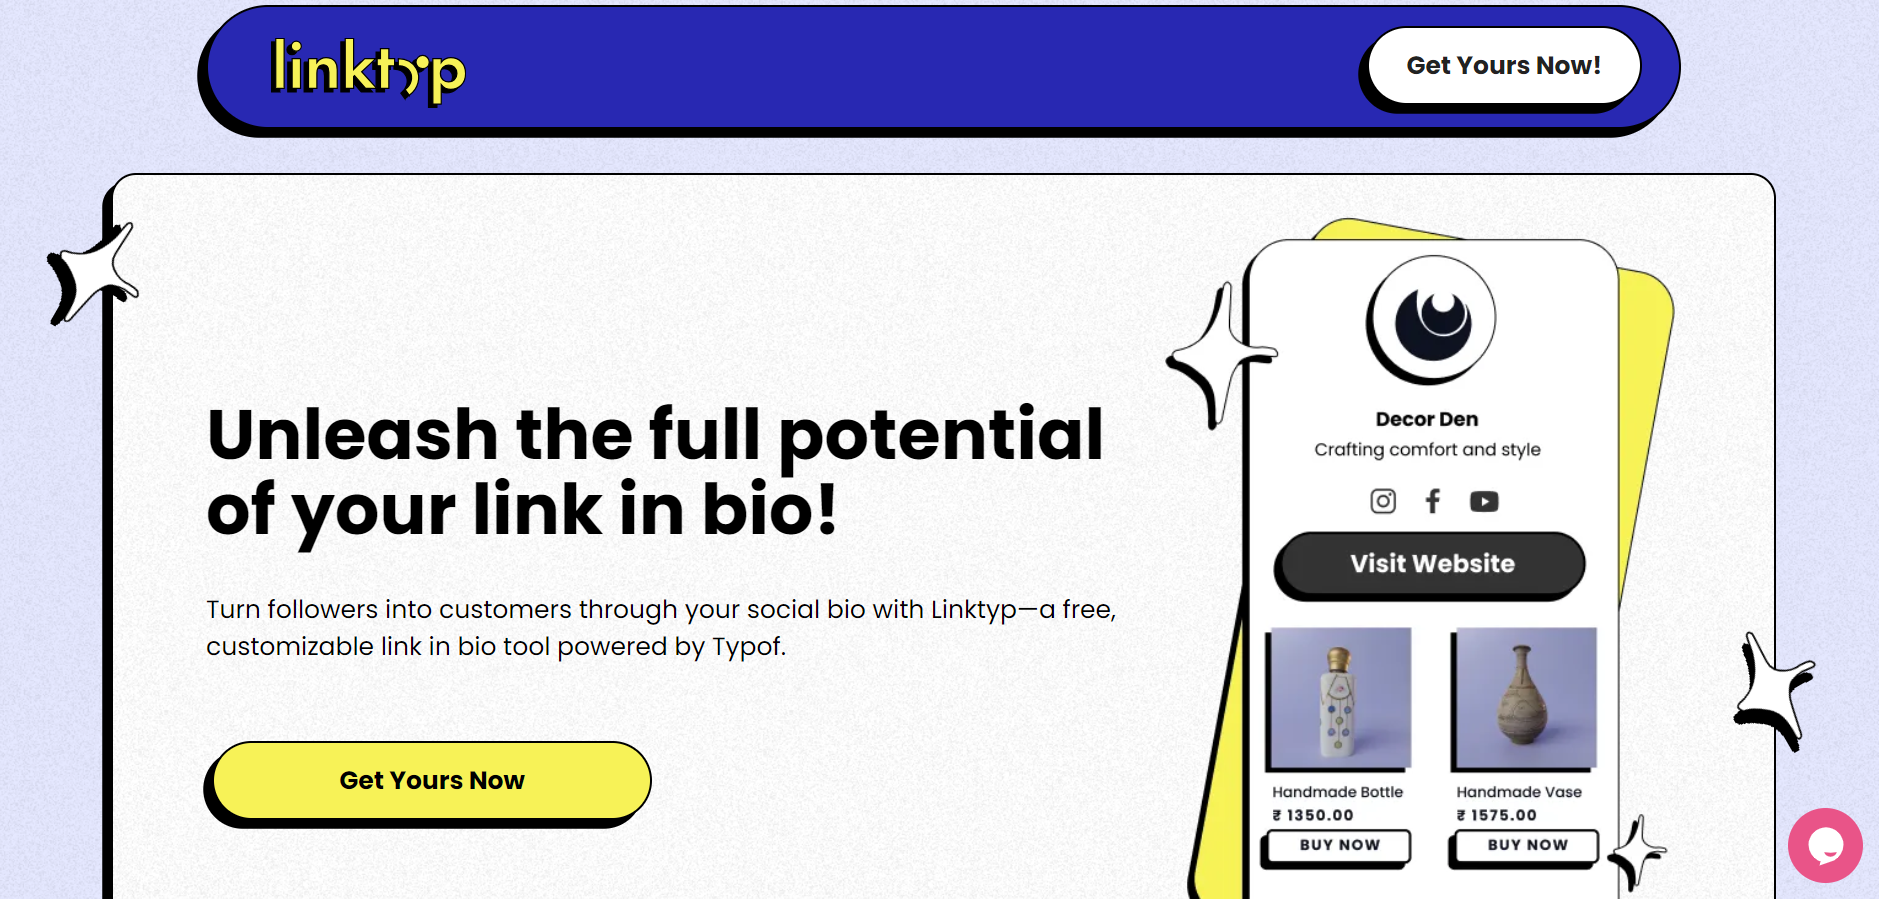 linktyp
Get Yours Now!
Unleash the full potential
of your link in bio!
Turn followers into customers through your social bio with Linktyp—a free,
customizable link in bio tool powered by Typof.
Get Yours Now
Decor Den
Crafting comfort and style
Visit Website
Handmade Bottle
₹ 1350.00
BUY NOW
Handmade Vase
₹ 1575.00
BUY NOW